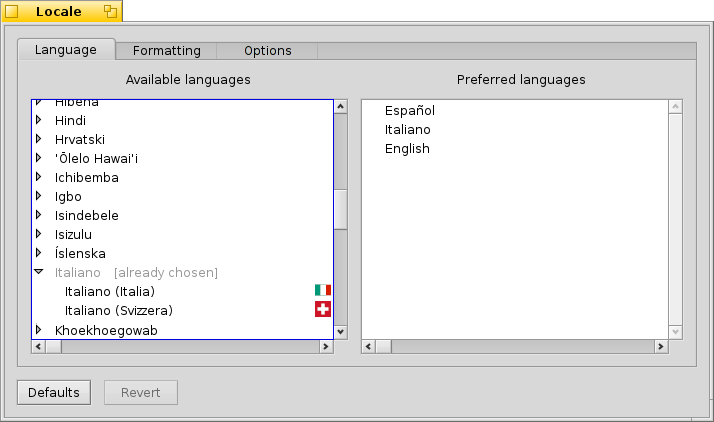 Locale
Language Formatting Options
Available languages
Preferred languages
Hibena
Hindi
Hrvatski
'Ōlelo Hawai'i
Ichibemba
Igbo
Isindebele
Isizulu
Íslenska
Italiano [already chosen]
Italiano (Italia)
Italiano (Svizzera)
Khoekhoegowab
Español
Italiano
English
Defaults Revert